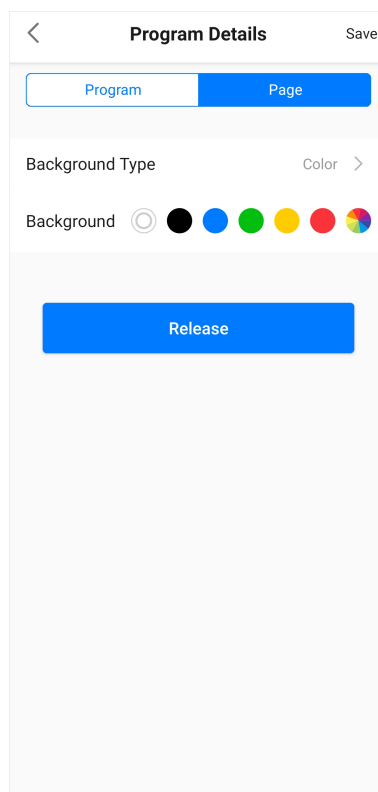 Program Details Save
Program Page
Background Type Color
Background
Release